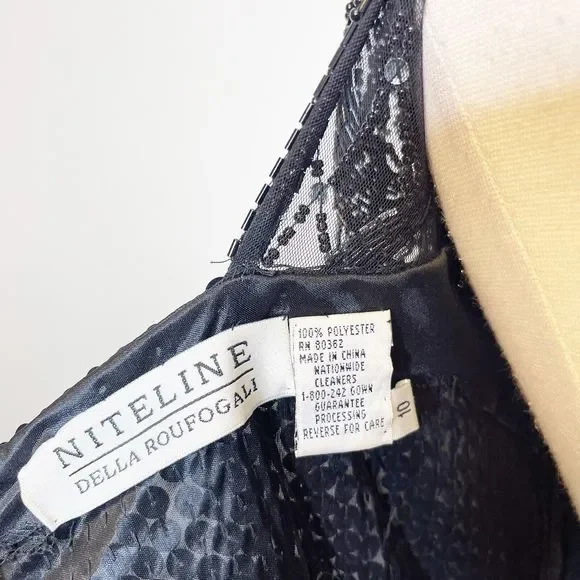 NITELINE
DELLA ROUFOGALI
100% POLYESTER
RN 80362
MADE IN CHINA
NATIONWIDE
CLEANERS
1-800-242 GOWN
GUARANTEE
PROCESSING
REVERSE FOR CARE
10